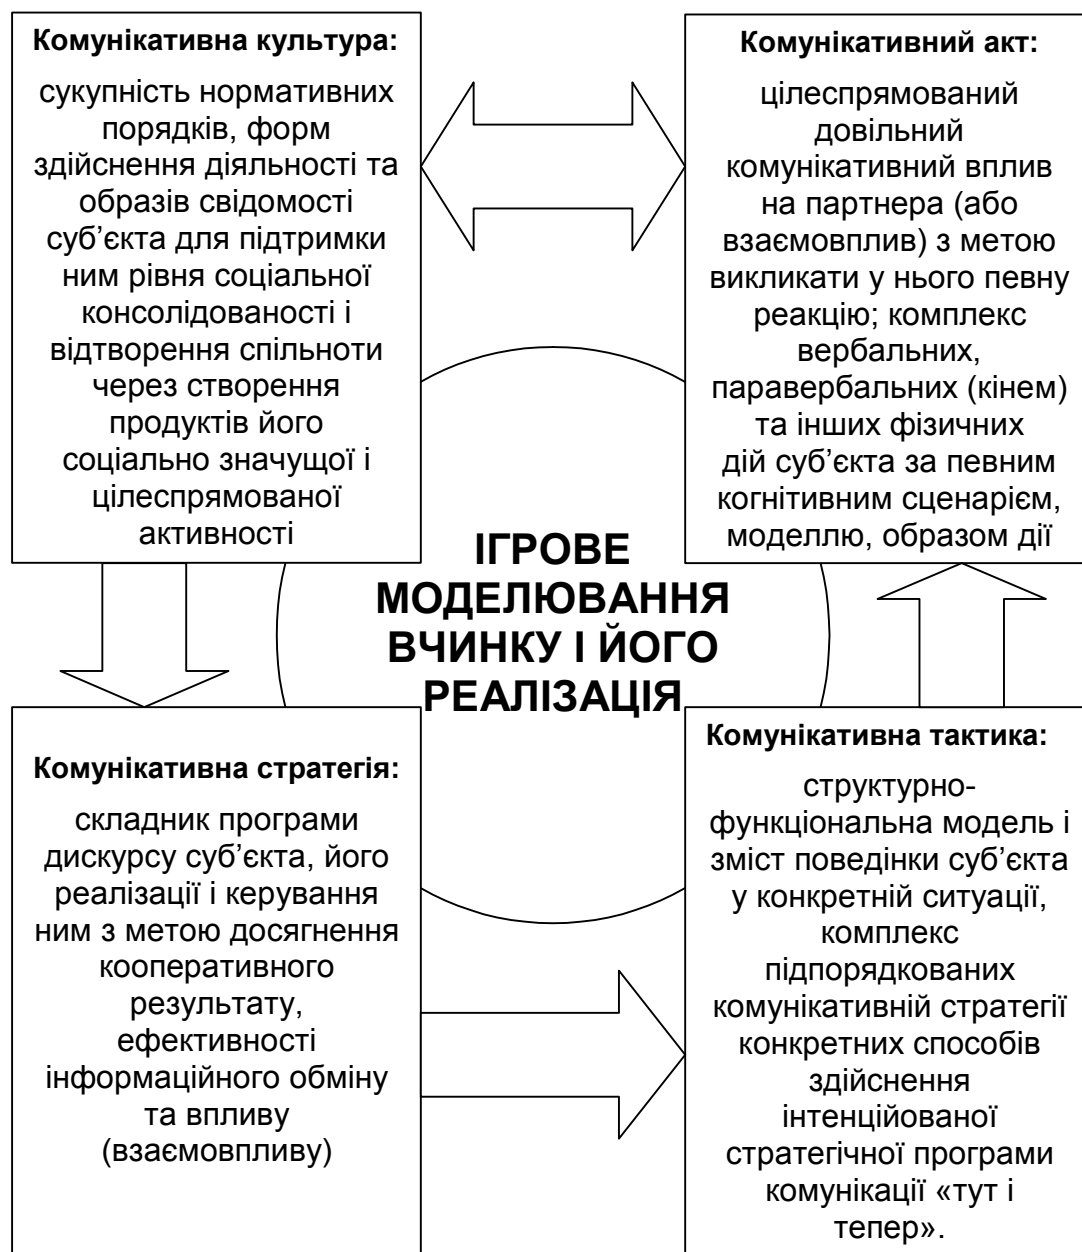 Комунікативна культура:
сукупність нормативних
порядків, форм
здійснення діяльності та
образів свідомості
суб’єкта для підтримки
ним рівня соціальної
консолідованості і
відтворення спільноти
через створення
продуктів його
соціально значущої і
цілеспрямованої
активності
Комунікативний акт:
цілеспрямований
довільний
комунікативний вплив
на партнера (або
взаємовплив) з метою
викликати у нього певну
реакцію; комплекс
вербальних,
паравербальних (кінем)
та інших фізичних
дій суб’єкта за певним
когнітивним сценарієм,
моделлю, образом дії
ІГРОВЕ
МОДЕЛЮВАННЯ
ВЧИНКУ І ЙОГО
РЕАЛІЗАЦІЯ
Комунікативна стратегія:
складник програми
дискурсу суб’єкта, його
реалізації і керування
ним з метою досягнення
кооперативного
результату,
ефективності
інформаційного обміну
та впливу
(взаємовпливу)
Комунікативна тактика:
структурно-
функціональна модель і
зміст поведінки суб’єкта
у конкретній ситуації,
комплекс
підпорядкованих
комунікативній стратегії
конкретних способів
здійснення
інтенційованої
стратегічної програми
комунікації «тут і
тепер».